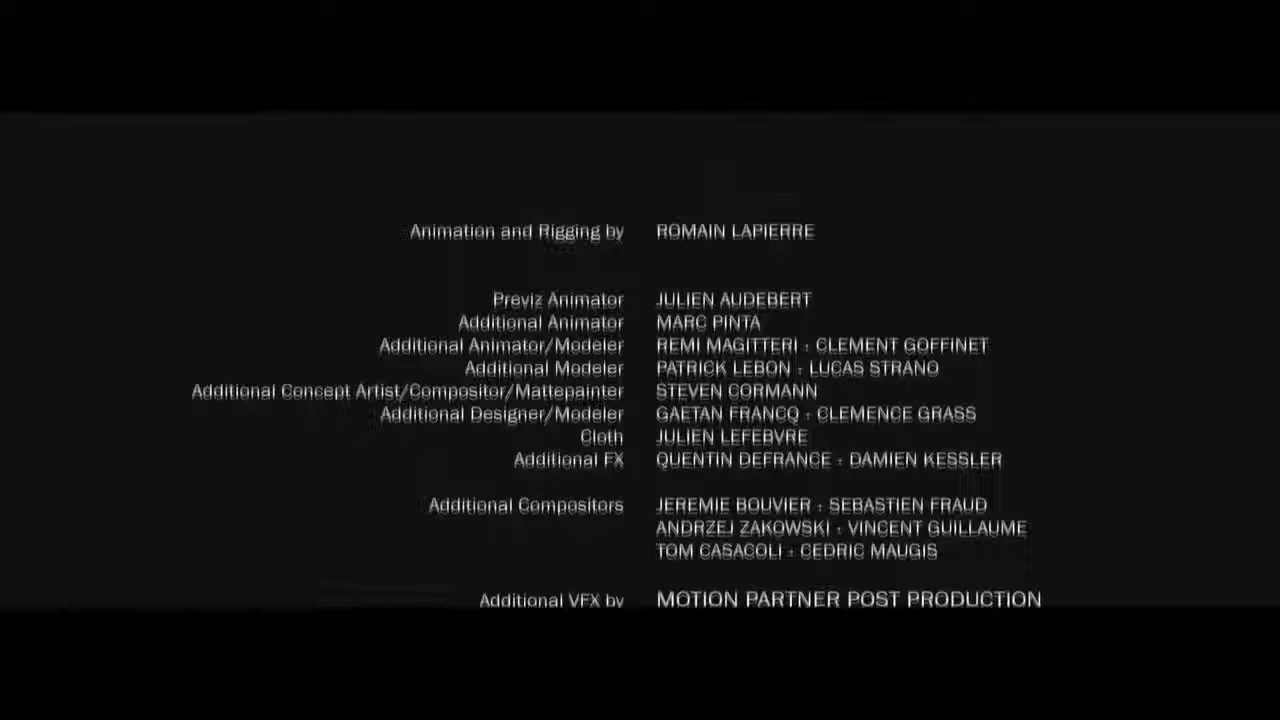 Animation and Rigging by ROMAIN LAPIERRE
Previz Animator JULIEN AUDEBERT
Additional Animator MARC PINTA
Additional Animator/Modeler REMI MAGITTERI - CLEMENT GOFFINET
Additional Modeler PATRICK LEBON - LUCAS STRANO
Additional Concept Artist/Compositor/Mattepainter STEVEN CORMANN
Additional Designer/Modeler GAETAN FRANCQ - CLEMENCE GRASS
Cloth JULIEN LEFEBVRE
Additional FX QUENTIN DEFRANCE - DAMIEN KESSLER
Additional Compositors JEREMIE BOUVIER - SEBASTIEN FRAUD
ANDRZEJ ZAKOWSKI - VINCENT GUILLAUME
TOM CASACOLI - CEDRIC MAUGIS
Additional VFX by MOTION PARTNER POST PRODUCTION